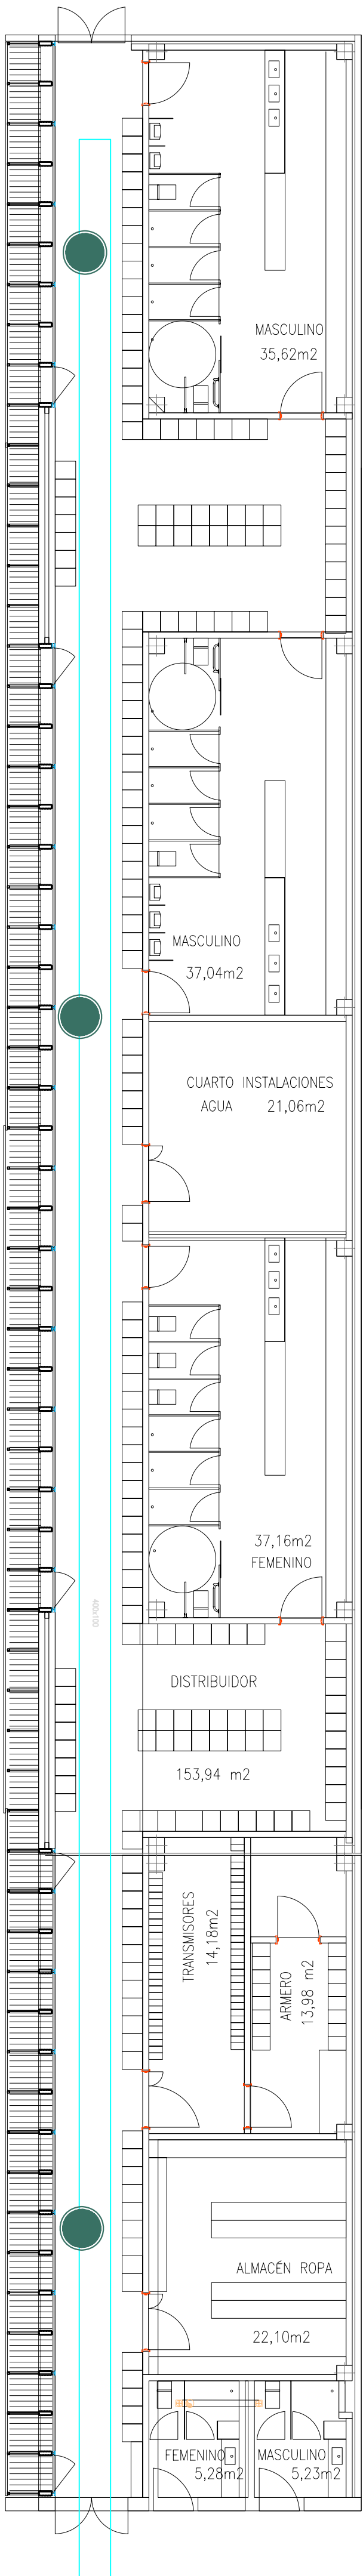 MASCULINO
35,62m2
MASCULINO
37,04m2
CUARTO INSTALACIONES
AGUA 21,06m2
37,16m2
FEMENINO
400x100
DISTRIBUIDOR
153,94 m2
TRANSMISORES
14,18m2
ARMERO
13,98 m2
ALMACÉN ROPA
22,10m2
FEMENINO
5,28m2
MASCULINO
5,23m2